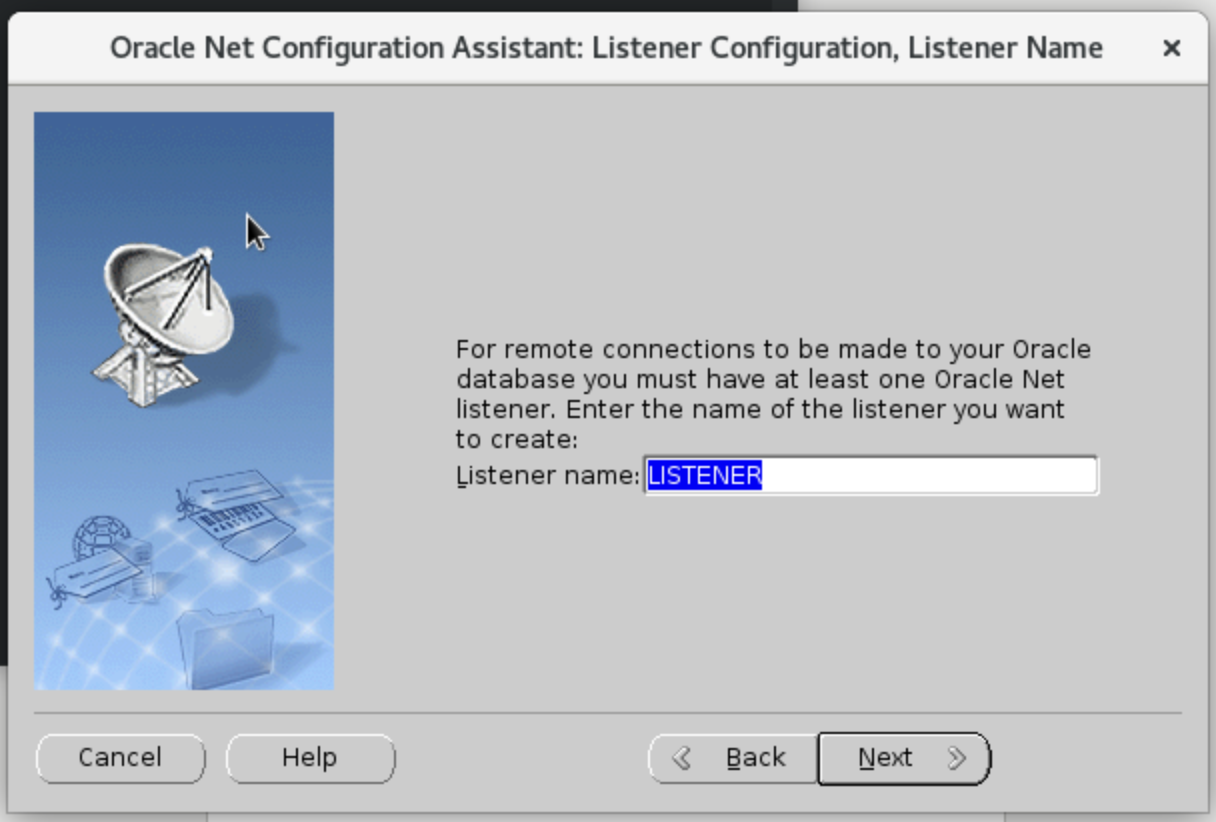 Oracle Net Configuration Assistant: Listener Configuration, Listener Name
For remote connections to be made to your Oracle
database you must have at least one Oracle Net
listener. Enter the name of the listener you want
to create:
Listener name: LISTENER
Cancel Help Back Next